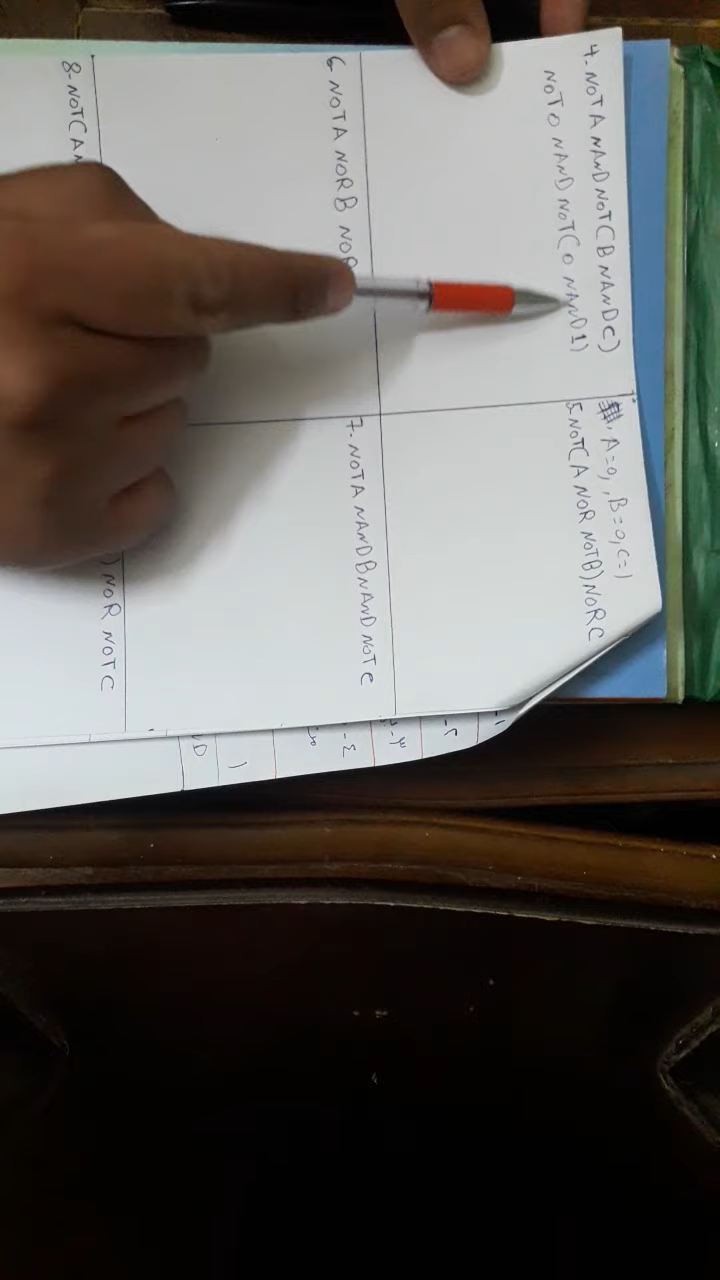 4- NOT A NAND NOT(B NAND C)
NOT 0 NAND NOT(0 NAND 1)
, A=0, , B=0, C=1
5. NOT(A NOR NOT B) NOR C
6- NOT A NOR B NOR
7- NOT A NAND B NAND NOT C
8- NOT(A
) NOR NOT C